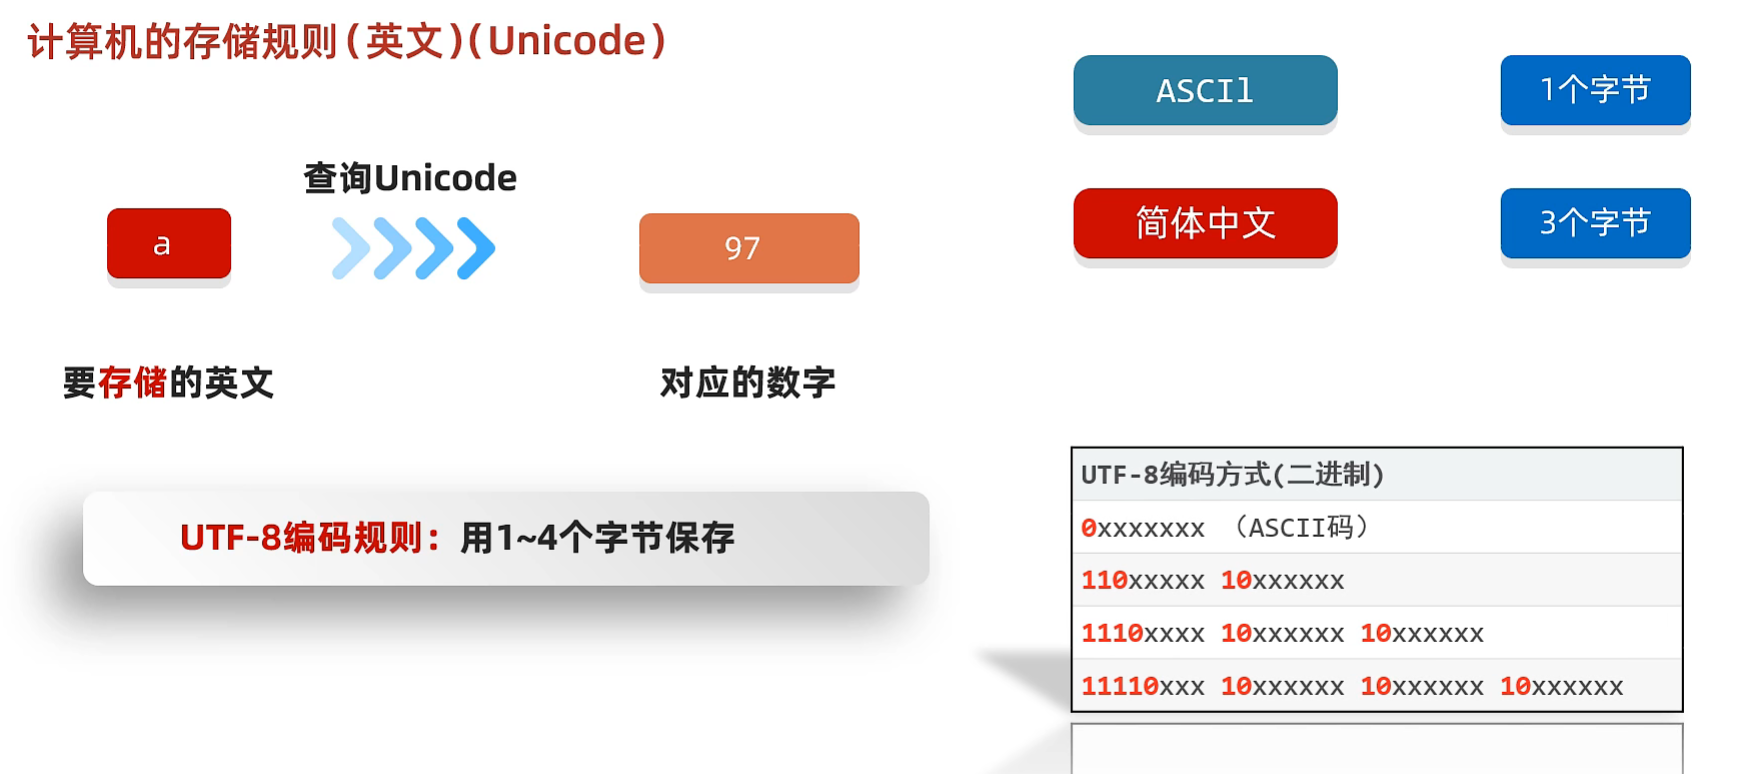 计算机的存储规则(英文)(Unicode)
ASCIl
1个字节
简体中文
3个字节
查询Unicode
a
97
要存储的英文
对应的数字
UTF-8编码规则：用1~4个字节保存
UTF-8编码方式(二进制)
0xxxxxxx （ASCII码）
110xxxxx 10xxxxxx
1110xxxx 10xxxxxx 10xxxxxx
11110xxx 10xxxxxx 10xxxxxx 10xxxxxx